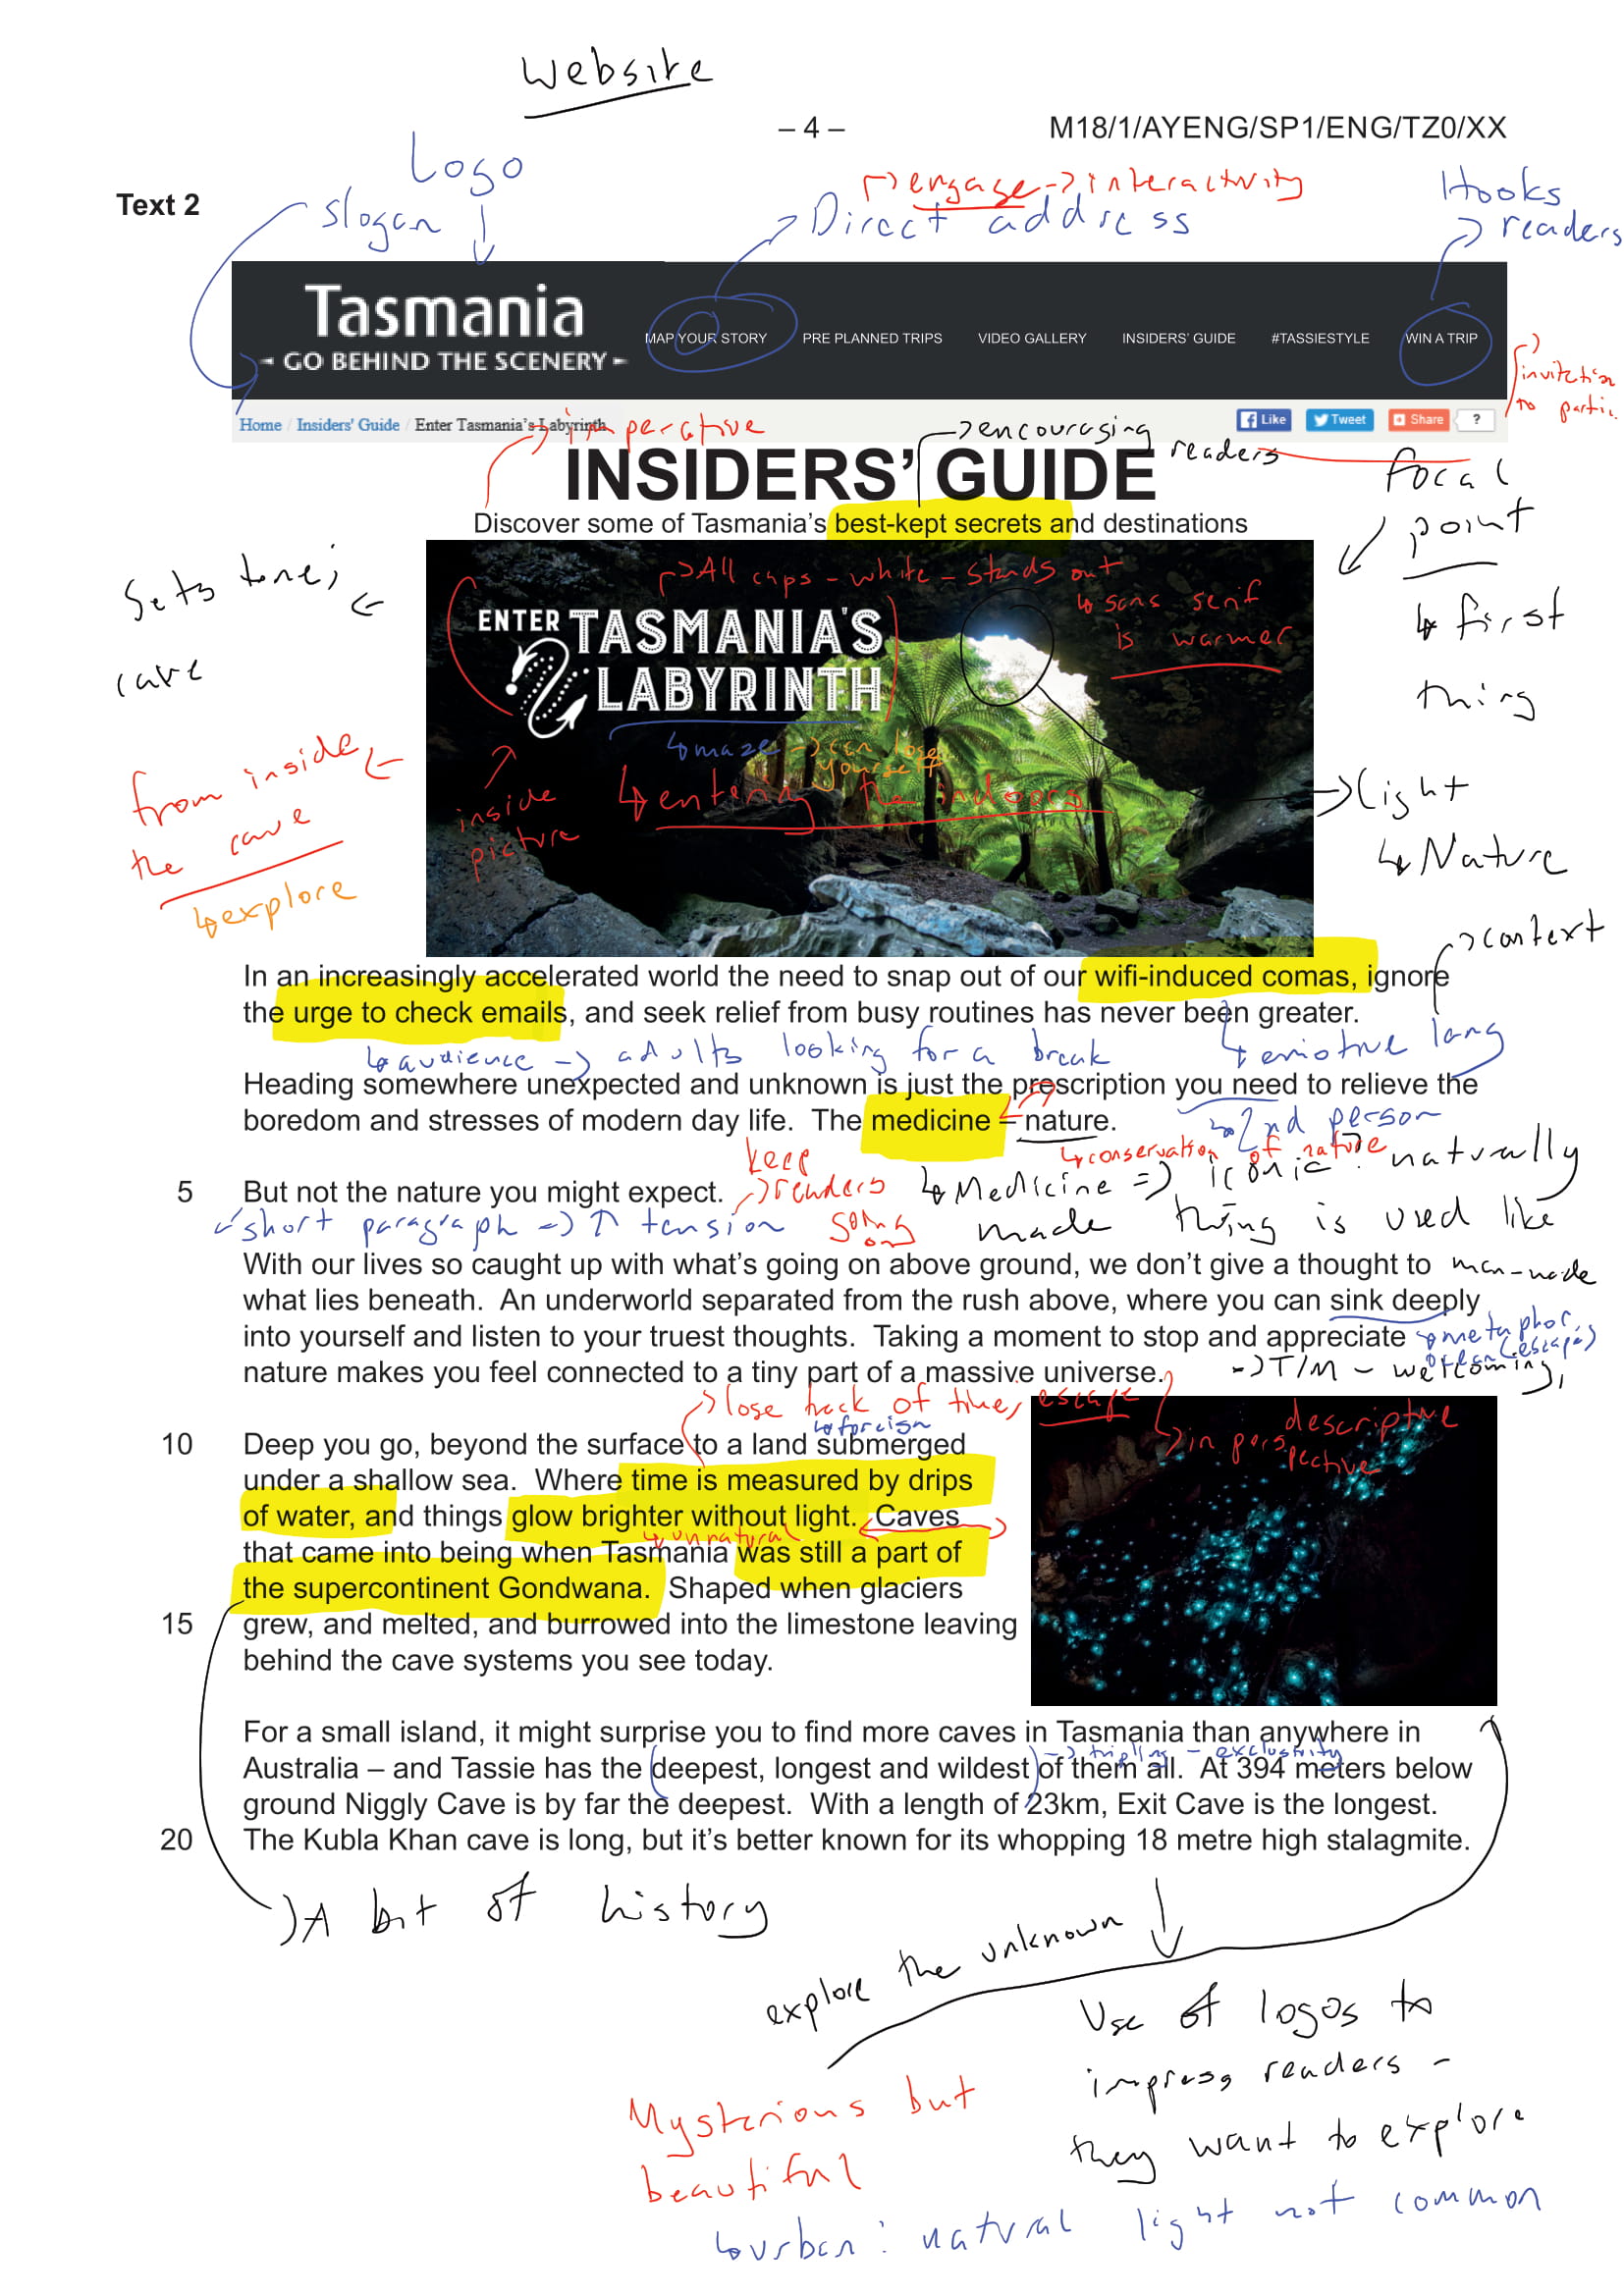 website
– 4 –
M18/1/AYENG/SP1/ENG/TZ0/XX
Logo
engage -> interactivity
Hooks
readers
Text 2
slogan
Direct address
Tasmania
GO BEHIND THE SCENERY
MAP YOUR STORY
PRE PLANNED TRIPS
VIDEO GALLERY
INSIDERS' GUIDE
#TASSIESTYLE
WIN A TRIP
invitation
to partic.
Home / Insiders' Guide / Enter Tasmania's Labyrinth
Like
Tweet
Share
?
imperative
encouraging
readers
INSIDERS' GUIDE
focal
point
Discover some of Tasmania's best-kept secrets and destinations
Sets tone;
cave
All caps - white - stands out
sans serif
is warmer
first
thing
ENTER TASMANIA'S
LABYRINTH
maze -> can lose
yourself
entering the indoors
inside
picture
from inside
the cave
explore
light
Nature
context
In an increasingly accelerated world the need to snap out of our wifi-induced comas, ignore
the urge to check emails, and seek relief from busy routines has never been greater.
audience -> adults looking for a break
emotive lang
Heading somewhere unexpected and unknown is just the prescription you need to relieve the
boredom and stresses of modern day life.  The medicine – nature.
2nd person
conservation of nature
keep
readers
going
on
Medicine => iconic? naturally
made thing is used like
man-made
5 But not the nature you might expect.
short paragraph => ↑ tension
With our lives so caught up with what's going on above ground, we don't give a thought to
what lies beneath.  An underworld separated from the rush above, where you can sink deeply
into yourself and listen to your truest thoughts.  Taking a moment to stop and appreciate
nature makes you feel connected to a tiny part of a massive universe.
metaphor:
ocean (escape)
-> T/M - welcoming,
lose track of time, escape
foreign
descriptive
in perspective
10 Deep you go, beyond the surface to a land submerged
under a shallow sea.  Where time is measured by drips
of water, and things glow brighter without light.  Caves
unnatural
that came into being when Tasmania was still a part of
the supercontinent Gondwana.  Shaped when glaciers
15 grew, and melted, and burrowed into the limestone leaving
behind the cave systems you see today.
For a small island, it might surprise you to find more caves in Tasmania than anywhere in
-> tripling - exclusivity
Australia – and Tassie has the deepest, longest and wildest of them all.  At 394 meters below
ground Niggly Cave is by far the deepest.  With a length of 23km, Exit Cave is the longest.
20 The Kubla Khan cave is long, but it's better known for its whopping 18 metre high stalagmite.
A bit of history
explore the unknown
Use of logos to
impress readers -
they want to explore
Mysterious but
beautiful
urban: natural light not common